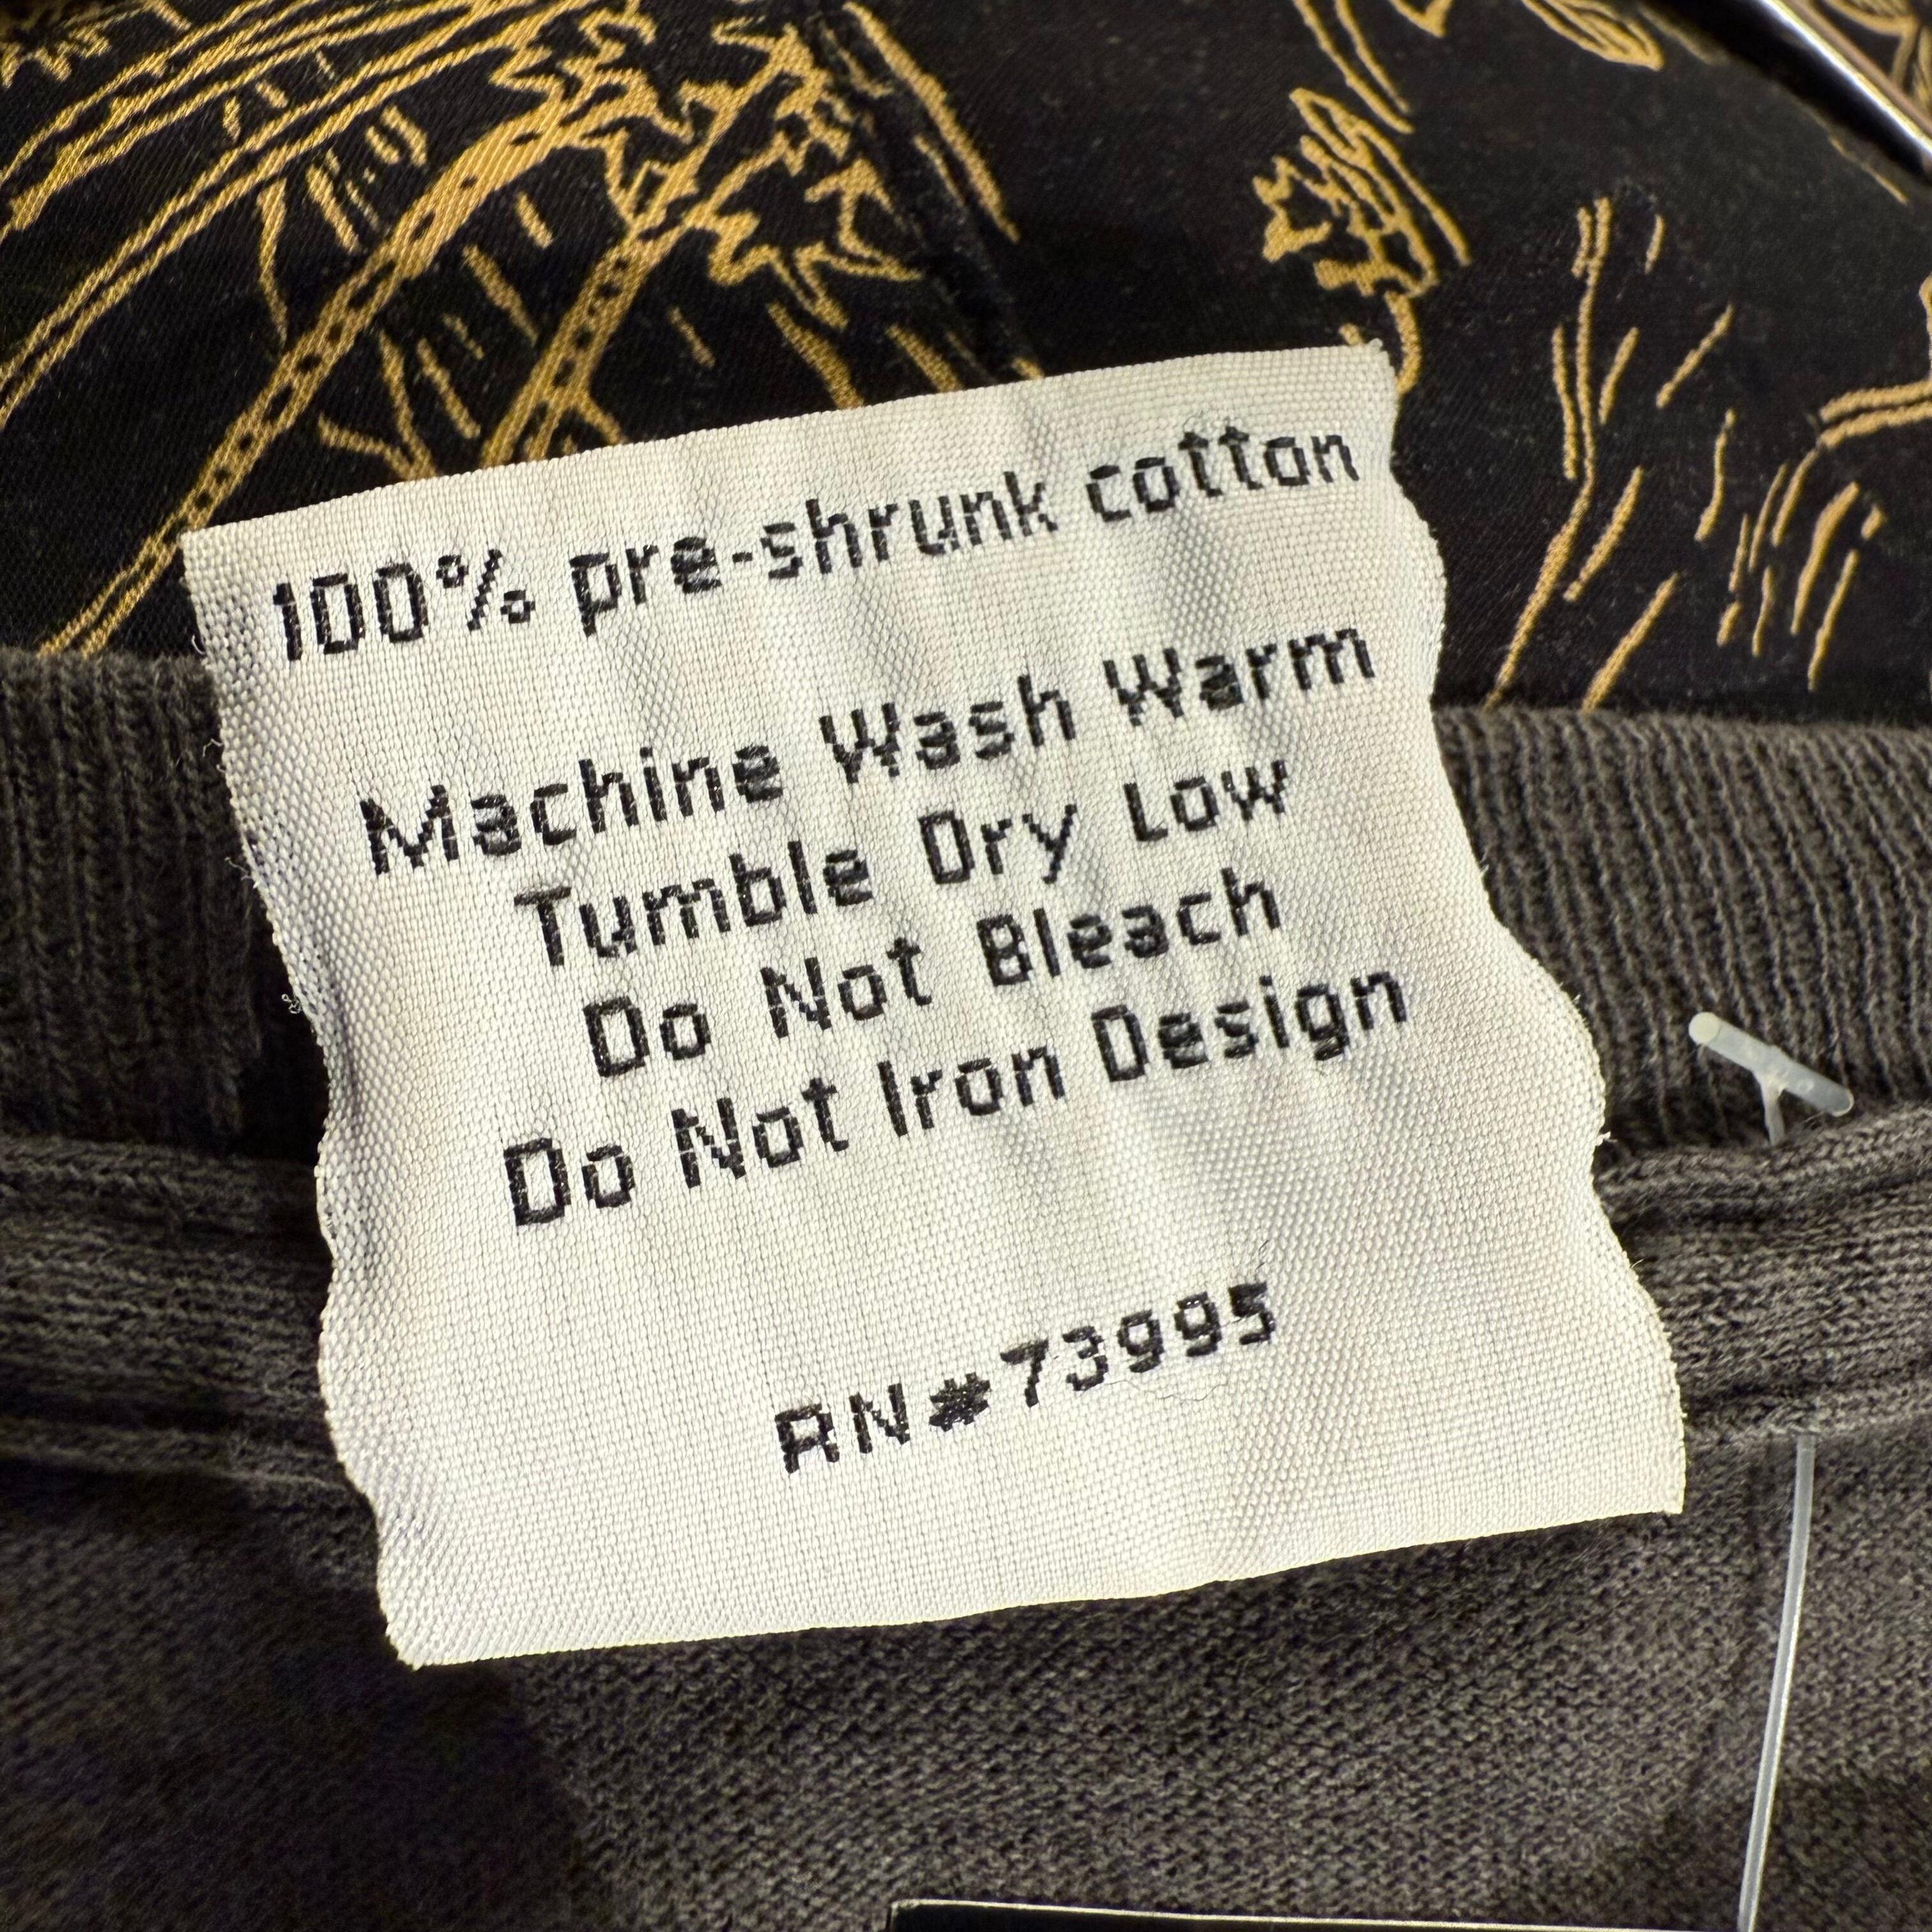 100% pre-shrunk cotton
Machine Wash Warm
Tumble Dry Low
Do Not Bleach
Do Not Iron Design
RN#73995